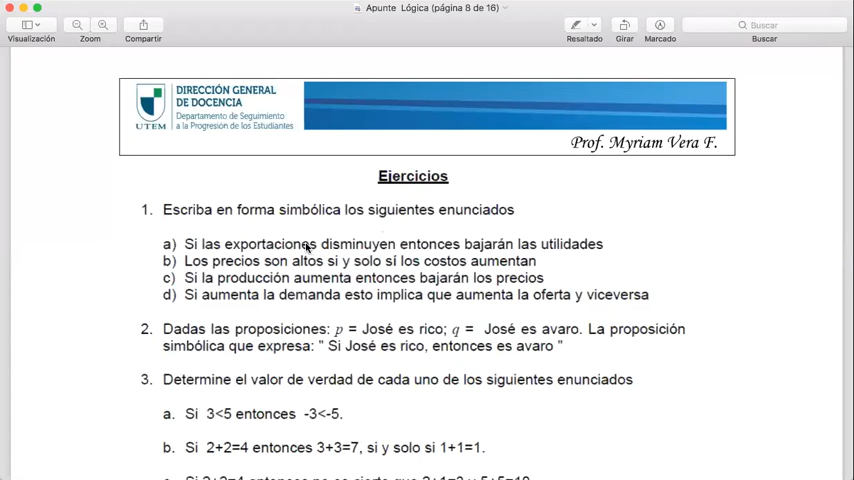 Apunte Lógica (página 8 de 16)
Visualización
Zoom
Compartir
Resaltado
Girar
Marcado
Buscar
Buscar
UTEM
DIRECCIÓN GENERAL
DE DOCENCIA
Departamento de Seguimiento
a la Progresión de los Estudiantes
Prof. Myriam Vera F.
Ejercicios
1. Escriba en forma simbólica los siguientes enunciados
a) Si las exportaciones disminuyen entonces bajarán las utilidades
b) Los precios son altos si y solo sí los costos aumentan
c) Si la producción aumenta entonces bajarán los precios
d) Si aumenta la demanda esto implica que aumenta la oferta y viceversa
2. Dadas las proposiciones: p = José es rico; q = José es avaro. La proposición
simbólica que expresa: " Si José es rico, entonces es avaro "
3. Determine el valor de verdad de cada uno de los siguientes enunciados
a. Si 3<5 entonces -3<-5.
b. Si 2+2=4 entonces 3+3=7, si y solo si 1+1=1.